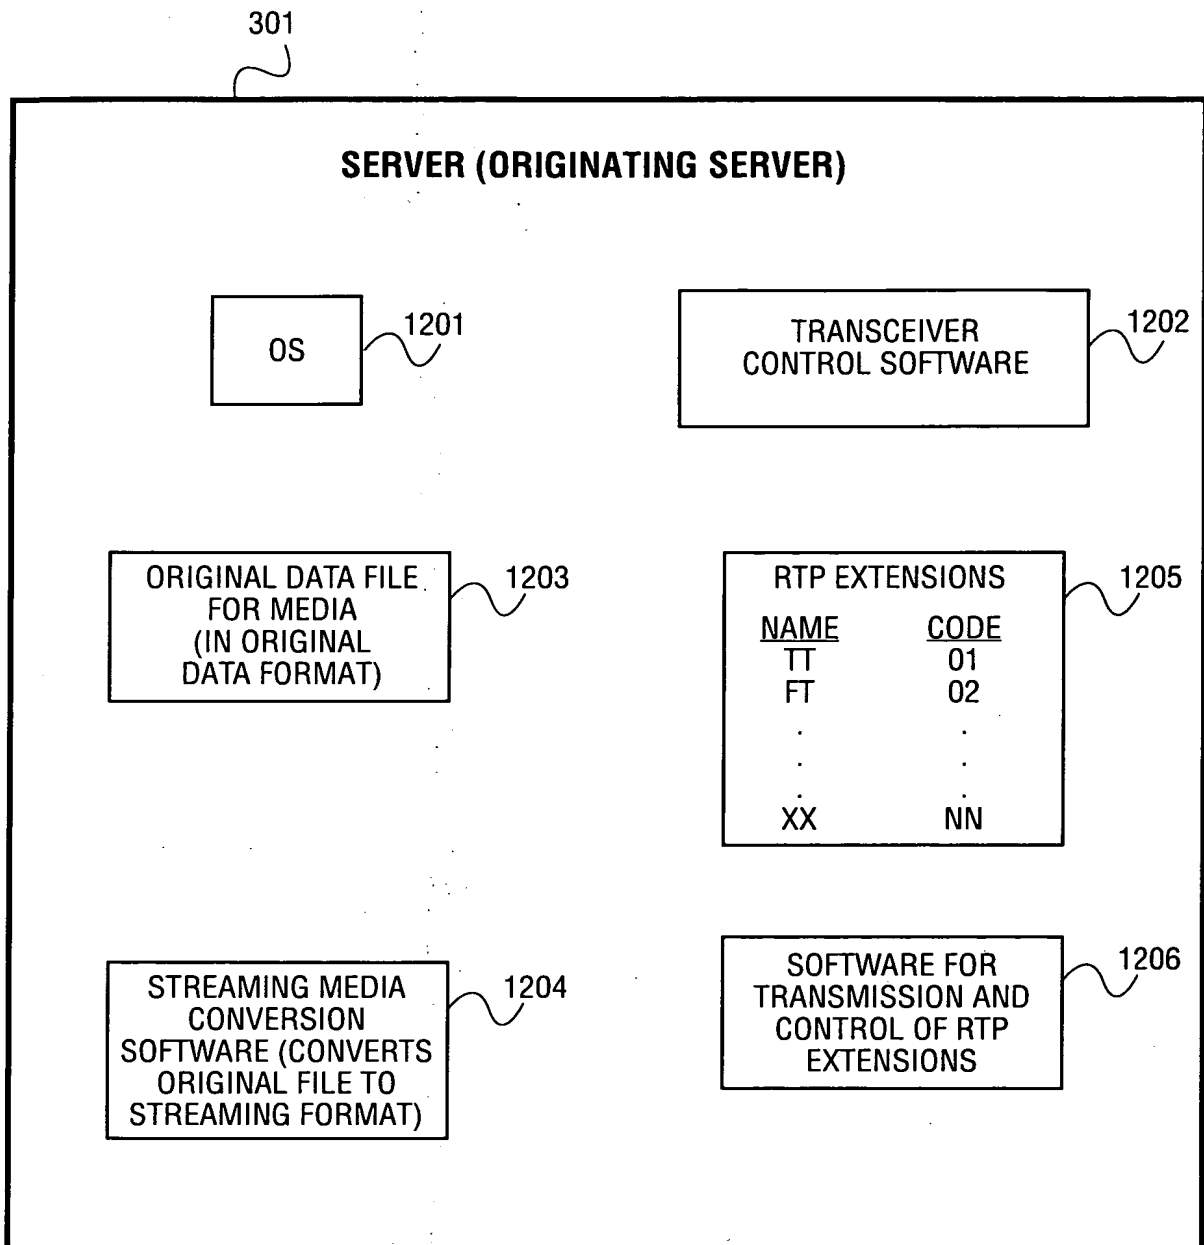 301
SERVER (ORIGINATING SERVER)
OS
1201
TRANSCEIVER
CONTROL SOFTWARE
1202
ORIGINAL DATA FILE
FOR MEDIA
(IN ORIGINAL
DATA FORMAT)
1203
RTP EXTENSIONS
NAME CODE
TT 01
FT 02
. .
. .
. .
XX NN
1205
STREAMING MEDIA
CONVERSION
SOFTWARE (CONVERTS
ORIGINAL FILE TO
STREAMING FORMAT)
1204
SOFTWARE FOR
TRANSMISSION AND
CONTROL OF RTP
EXTENSIONS
1206